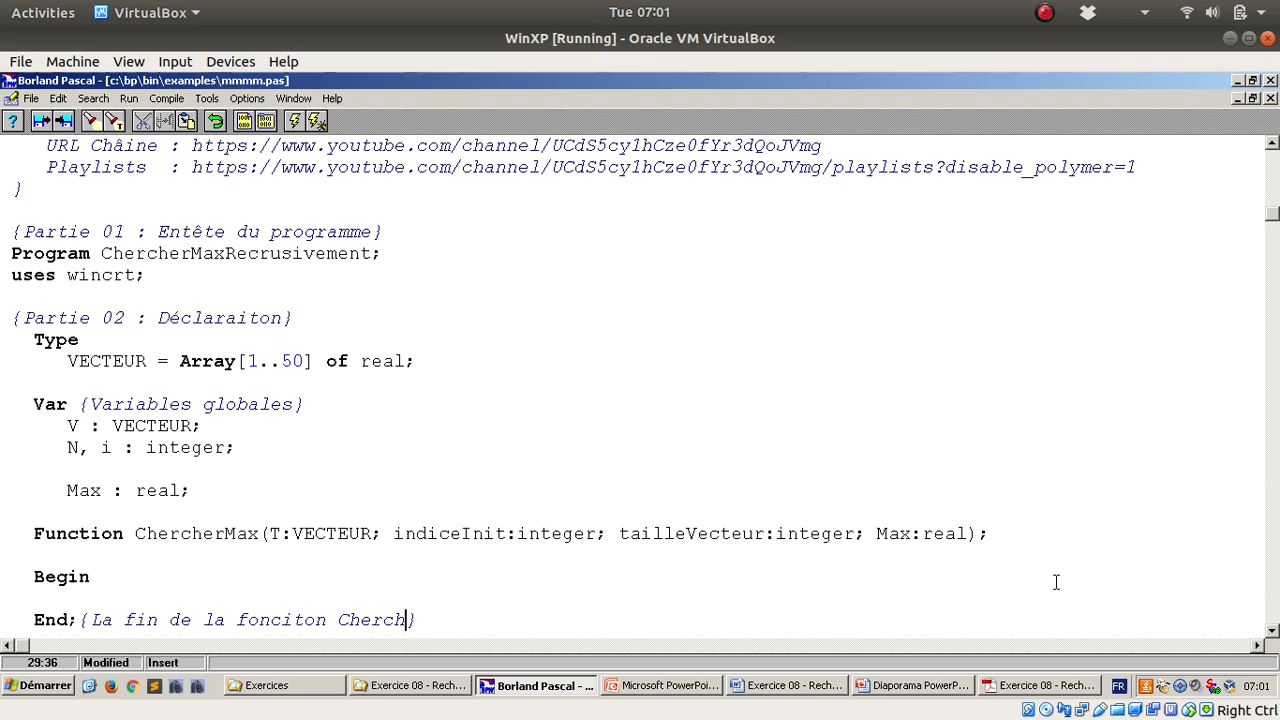 Activities VirtualBox Tue 07:01
WinXP [Running] - Oracle VM VirtualBox
File Machine View Input Devices Help
Borland Pascal - [c:\bp\bin\examples\mmmm.pas]
File Edit Search Run Compile Tools Options Window Help
URL Châine : https://www.youtube.com/channel/UCdS5cy1hCze0fYr3dQoJVmg
Playlists : https://www.youtube.com/channel/UCdS5cy1hCze0fYr3dQoJVmg/playlists?disable_polymer=1
}
{Partie 01 : Entête du programme}
Program ChercherMaxRecrusivement;
uses wincrt;
{Partie 02 : Déclaraiton}
Type
VECTEUR = Array[1..50] of real;
Var {Variables globales}
V : VECTEUR;
N, i : integer;
Max : real;
Function ChercherMax(T:VECTEUR; indiceInit:integer; tailleVecteur:integer; Max:real);
Begin
End;{La fin de la fonciton Cherch}
29:36 Modified Insert
Démarrer Exercices Exercice 08 - Rech... Borland Pascal - ... Microsoft PowerPoi... Exercice 08 - Rech... Diaporama PowerP... Exercice 08 - Rech... FR 07:01
Right Ctrl